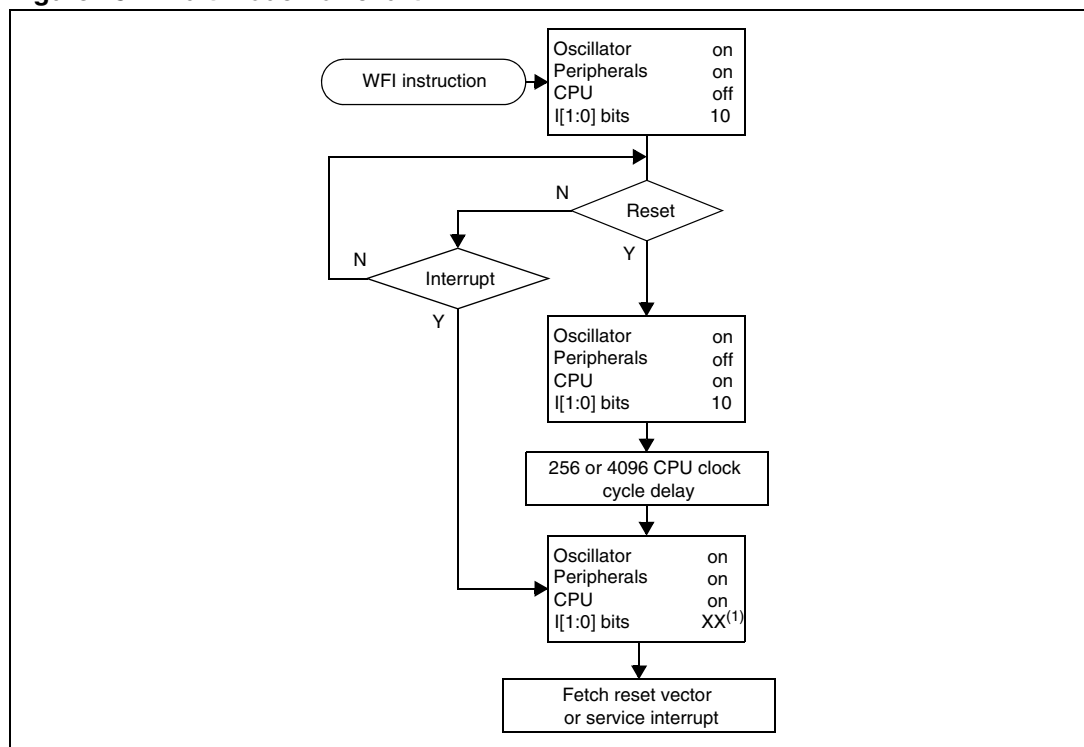 WFI instruction
Oscillator on
Peripherals on
CPU off
I[1:0] bits 10
N
Reset
Y
N
Interrupt
Y
Oscillator on
Peripherals off
CPU on
I[1:0] bits 10
256 or 4096 CPU clock
cycle delay
Oscillator on
Peripherals on
CPU on
I[1:0] bits XX(1)
Fetch reset vector
or service interrupt